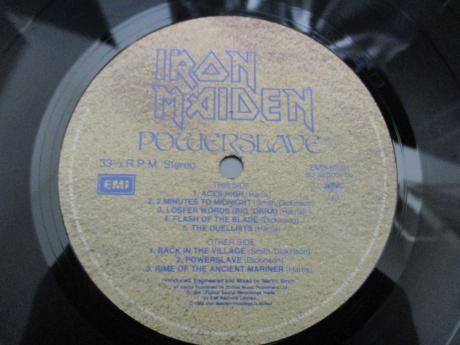 IRON
MAIDEN
POWERSLAVE
33⅓ R.P.M. Stereo
EMI
THIS SIDE
1. ACES HIGH (Harris)
2. 2 MINUTES TO MIDNIGHT (Smith/Dickinson)
3. LOSFER WORDS (BIG 'ORRA) (Harris)
4. FLASH OF THE BLADE (Dickinson)
5. THE DUELLISTS (Harris)
OTHER SIDE
1. BACK IN THE VILLAGE (Smith/Dickinson)
2. POWERSLAVE (Dickinson)
3. RIME OF THE ANCIENT MARINER (Harris)
Produced, Engineered and Mixed by Martin Birch